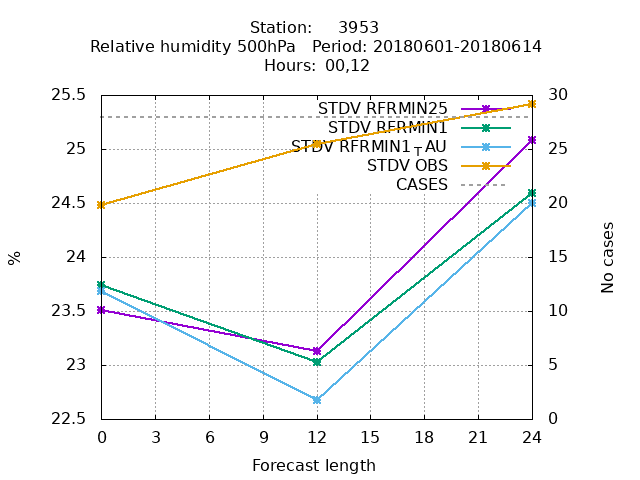 Station: 3953
Relative humidity 500hPa Period: 20180601-20180614
Hours: 00,12
25.5
25
24.5
24
23.5
23
22.5
%
STDV RFRMIN25
STDV RFRMIN1
STDV RFRMIN1TAU
STDV OBS
CASES
30
25
20
15
10
5
0
No cases
0 3 6 9 12 15 18 21 24
Forecast length